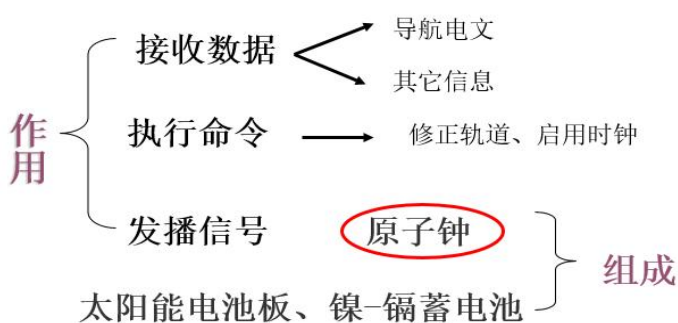 作用
接收数据
导航电文
其它信息
执行命令
修正轨道、启用时钟
发播信号
原子钟
太阳能电池板、镍-镉蓄电池
组成